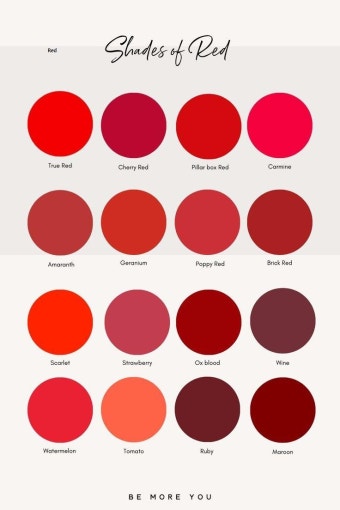 Red
Shades of Red
True Red
Cherry Red
Pillar box Red
Carmine
Amaranth
Geranium
Poppy Red
Brick Red
Scarlet
Strawberry
Ox blood
Wine
Watermelon
Tomato
Ruby
Maroon
BE MORE YOU